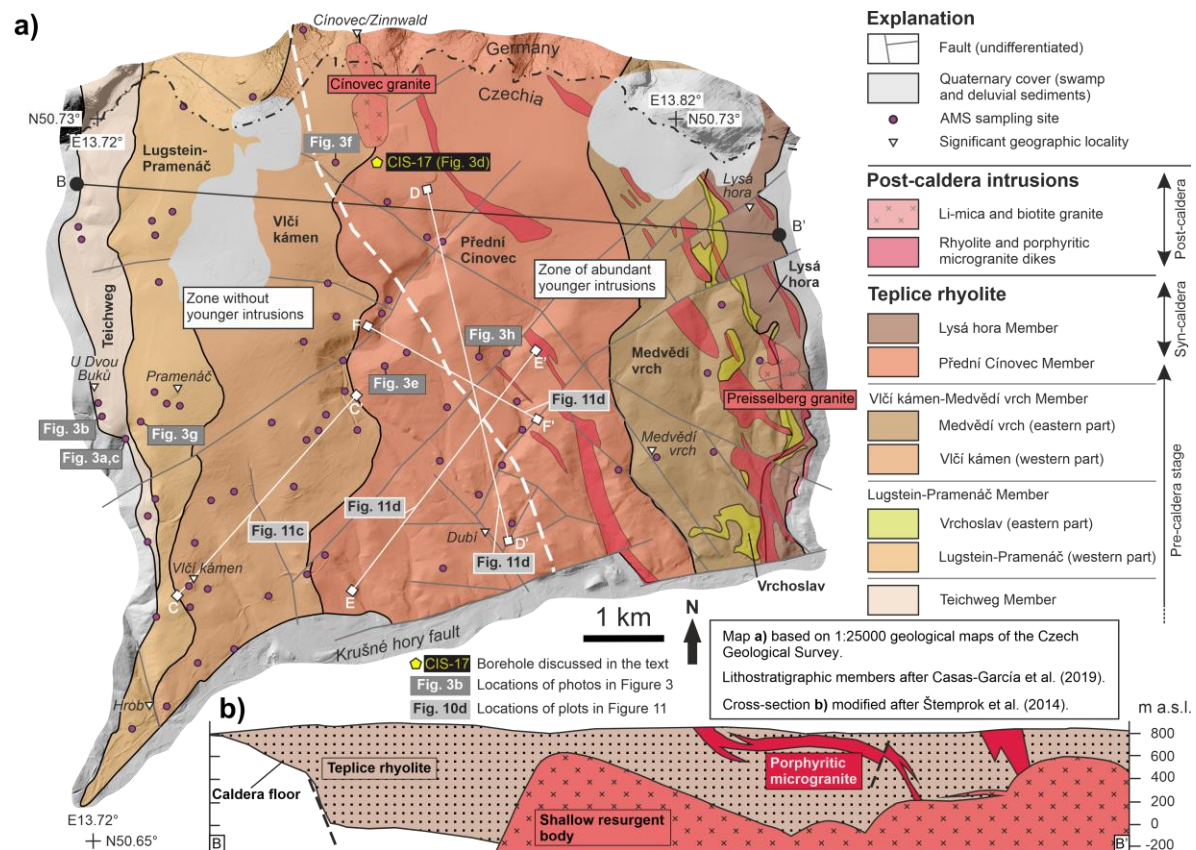 a)
Cínovec/Zinnwald
Germany
Czechia
Cínovec granite
N50.73°
E13.72°
E13.82°
N50.73°
Lugstein-
Pramenáč
Fig. 3f
CIS-17 (Fig. 3d)
B
D
Lysá
hora
B'
Vlčí
kámen
Přední
Cínovec
Zone of abundant
younger intrusions
Lysá
hora
Zone without
younger intrusions
Teichweg
F
Fig. 3h
Medvědí
vrch
U Dvou
Buků
Pramenáč
E'
Fig. 3e
C'
Fig. 11d
Preisselberg granite
Fig. 3b
Fig. 3g
F'
Fig. 3a,c
Medvědí
vrch
Fig. 11d
Fig. 11c
Dubí
D'
Fig. 11d
Vlčí kámen
C
E
Vrchoslav
Krušné hory fault
1 km
N
Hrob
E13.72°
N50.65°
CIS-17 Borehole discussed in the text
Fig. 3b Locations of photos in Figure 3
Fig. 10d Locations of plots in Figure 11
Explanation
Fault (undifferentiated)
Quaternary cover (swamp
and deluvial sediments)
AMS sampling site
Significant geographic locality
Post-caldera intrusions
Li-mica and biotite granite
Rhyolite and porphyritic
microgranite dikes
Post-caldera
Teplice rhyolite
Lysá hora Member
Přední Cínovec Member
Syn-caldera
Vlčí kámen-Medvědí vrch Member
Medvědí vrch (eastern part)
Vlčí kámen (western part)
Lugstein-Pramenáč Member
Vrchoslav (eastern part)
Lugstein-Pramenáč (western part)
Teichweg Member
Pre-caldera stage
Map a) based on 1:25000 geological maps of the Czech
Geological Survey.
Lithostratigraphic members after Casas-García et al. (2019).
Cross-section b) modified after Štemprok et al. (2014).
b)
m a.s.l.
800
600
400
200
0
-200
Teplice rhyolite
Caldera floor
Porphyritic
microgranite
Shallow resurgent
body
B
B'